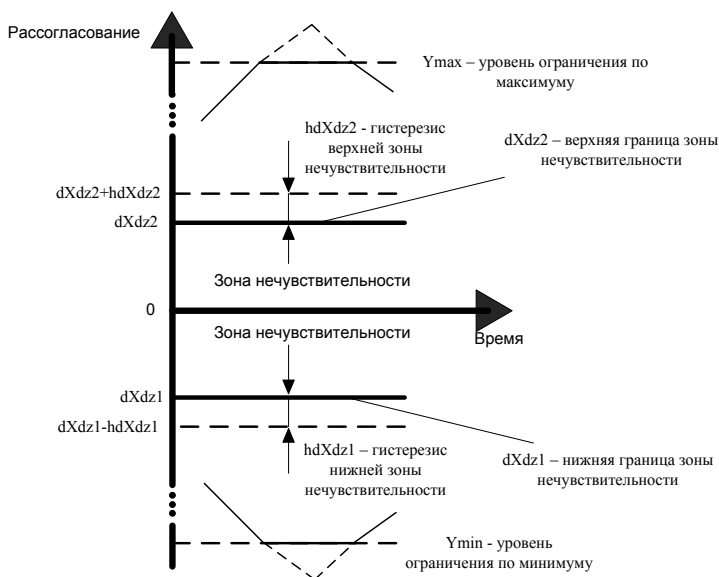 Рассогласование
Ymax – уровень ограничения по
максимуму
hdXdz2 - гистерезис
верхней зоны
нечувствительности
dXdz2 – верхняя граница зоны
нечувствительности
dXdz2+hdXdz2
dXdz2
Зона нечувствительности
0
Зона нечувствительности
Время
dXdz1
dXdz1-hdXdz1
hdXdz1 – гистерезис
нижней зоны
нечувствительности
dXdz1 – нижняя граница зоны
нечувствительности
Ymin - уровень
ограничения по минимуму